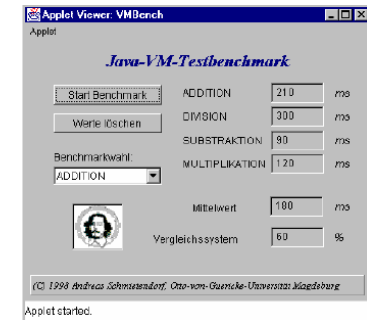 Applet Viewer: VMBench
Applet
Java-VM-Testbenchmark
Start Benchmark
Werte löschen
Benchmarkwahl:
ADDITION
ADDITION 210 ms
DIVISION 300 ms
SUBSTRAKTION 90 ms
MULTIPLIKATION 120 ms
Mittelwert 180 ms
Vergleichssystem 60 %
(C) 1998 Andreas Schmietendorf, Otto-von-Guericke-Universität Magdeburg
Applet started.